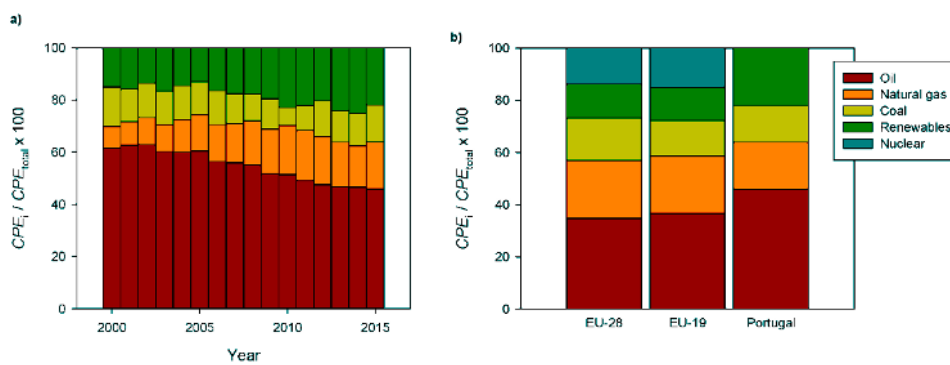 a)
CPEi / CPEtotal x 100
100
80
60
40
20
0
2000
2005
2010
2015
Year
b)
CPEi / CPEtotal x 100
100
80
60
40
20
0
EU-28
EU-19
Portugal
Oil
Natural gas
Coal
Renewables
Nuclear